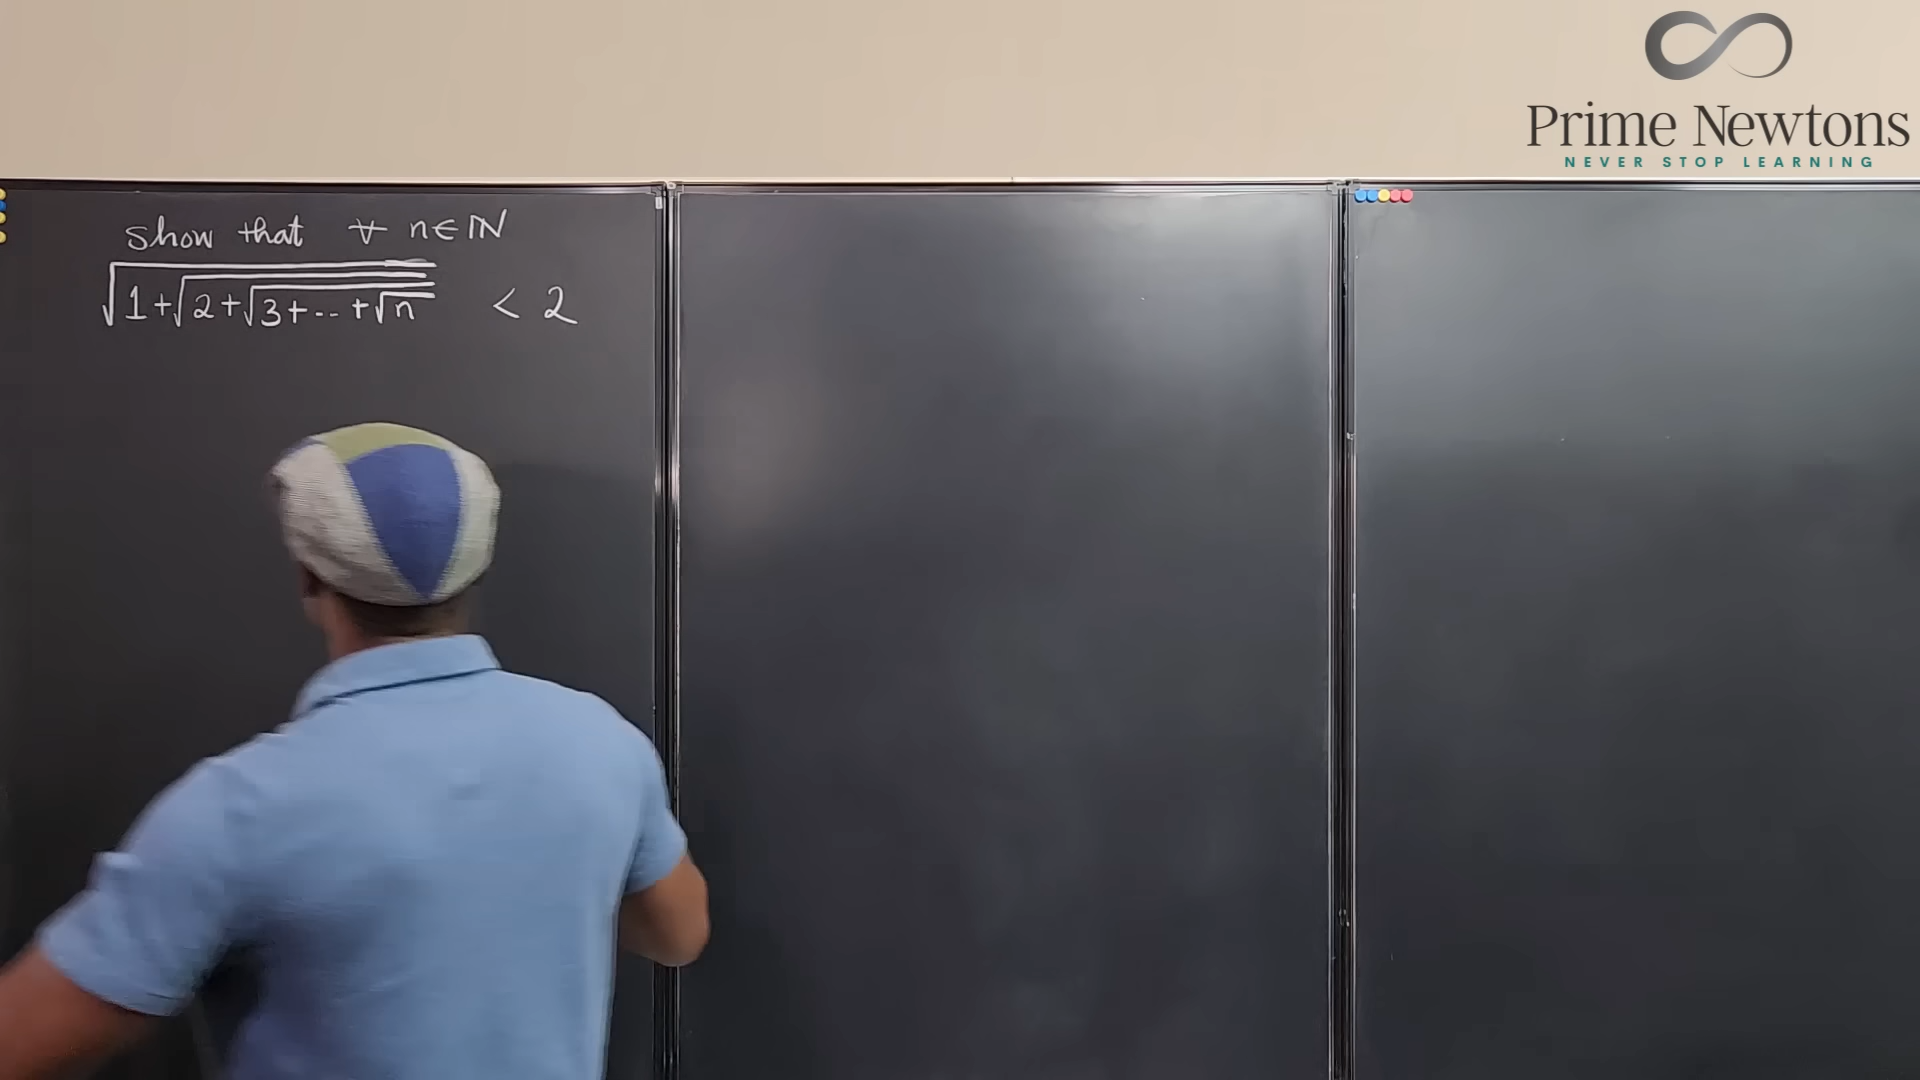 Prime Newtons
NEVER STOP LEARNING
show that ∀ n∈ℕ
√(1+√(2+√(3+...+√n))) < 2